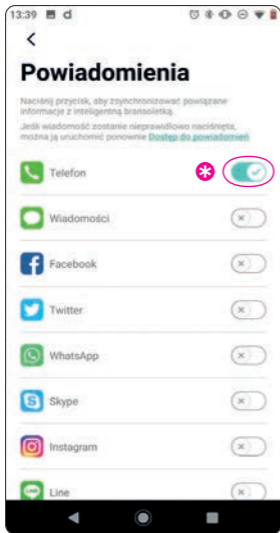 13:39
Powiadomienia
Naciśnij przycisk, aby zsynchronizować powiązane
informacje z inteligentną bransoletką.
Jeśli wiadomość zostanie nieprawidłowo naciśnięta,
można ją uruchomić ponownie Dostęp do powiadomień
Telefon
Wiadomości
Facebook
Twitter
WhatsApp
Skype
Instagram
Line